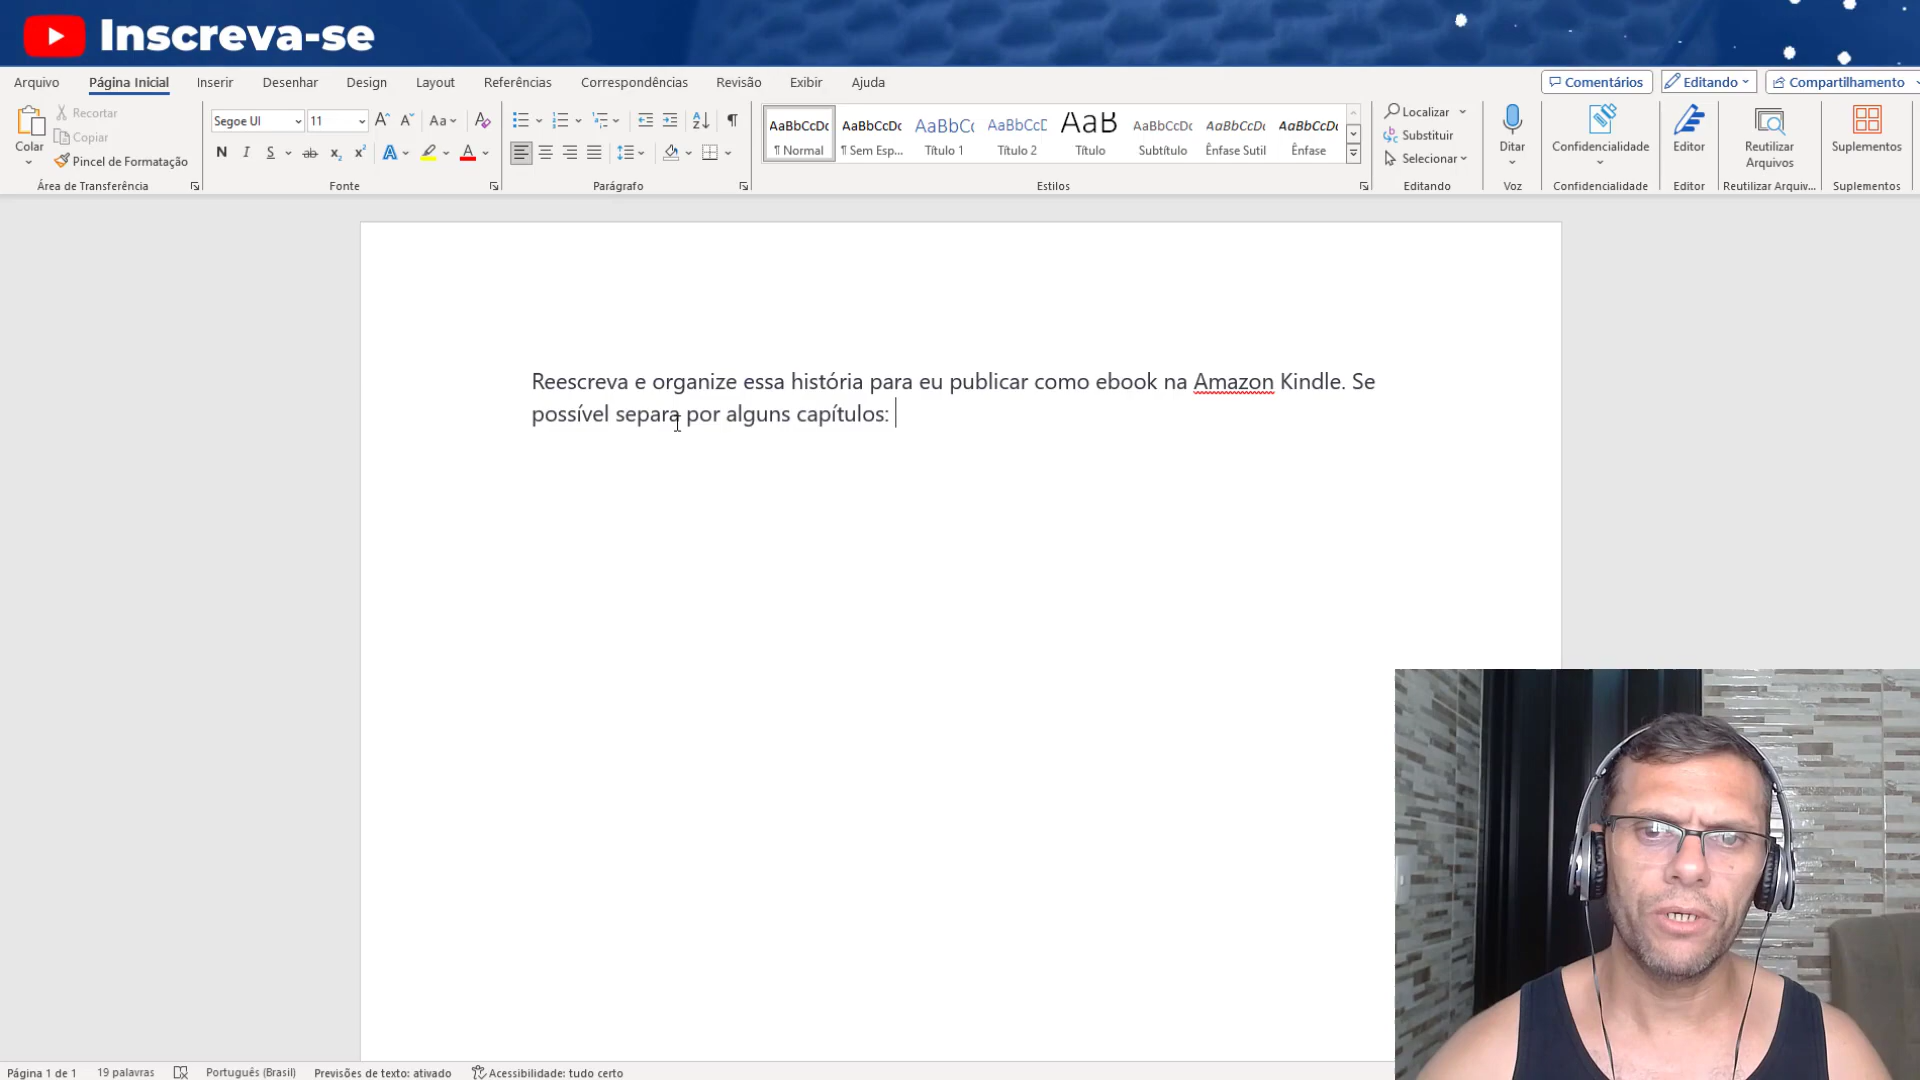 Inscreva-se
Arquivo Página Inicial Inserir Desenhar Design Layout Referências Correspondências Revisão Exibir Ajuda Comentários Editando Compartilhamento
Colar
Recortar
Copiar
Pincel de Formatação
Área de Transferência
Segoe UI 11
N I S ab x₂ x²
Fonte
Parágrafo
AaBbCcDc AaBbCcDc AaBbCc AaBbCcD AaB AaBbCcDc AaBbCcDc AaBbCcDc
¶ Normal ¶ Sem Esp... Título 1 Título 2 Título Subtítulo Ênfase Sutil Ênfase
Estilos
Localizar
Substituir
Selecionar
Editando
Ditar
Voz
Confidencialidade
Confidencialidade
Editor
Editor
Reutilizar
Arquivos
Reutilizar Arquiv...
Suplementos
Suplementos
Reescreva e organize essa história para eu publicar como ebook na Amazon Kindle. Se
possível separa por alguns capítulos:
Página 1 de 1 19 palavras Português (Brasil) Previsões de texto: ativado Acessibilidade: tudo certo